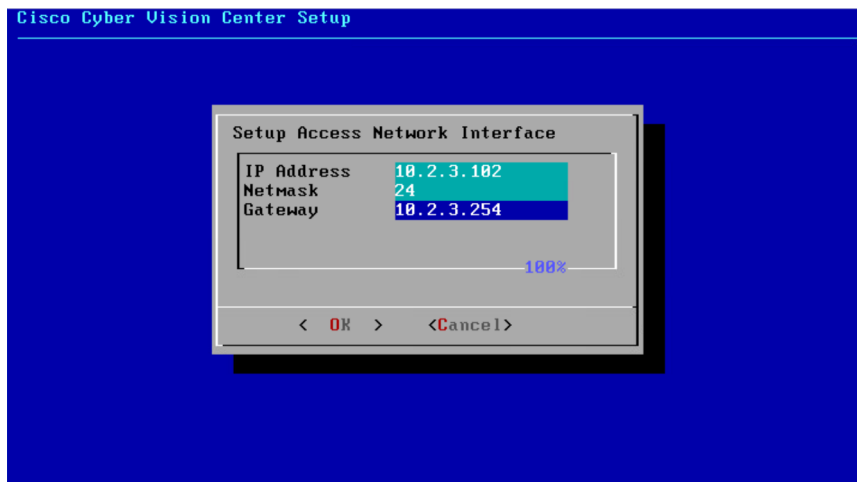 Cisco Cyber Vision Center Setup
Setup Access Network Interface
IP Address 10.2.3.102
Netmask 24
Gateway 10.2.3.254
100%
< OK > <Cancel>